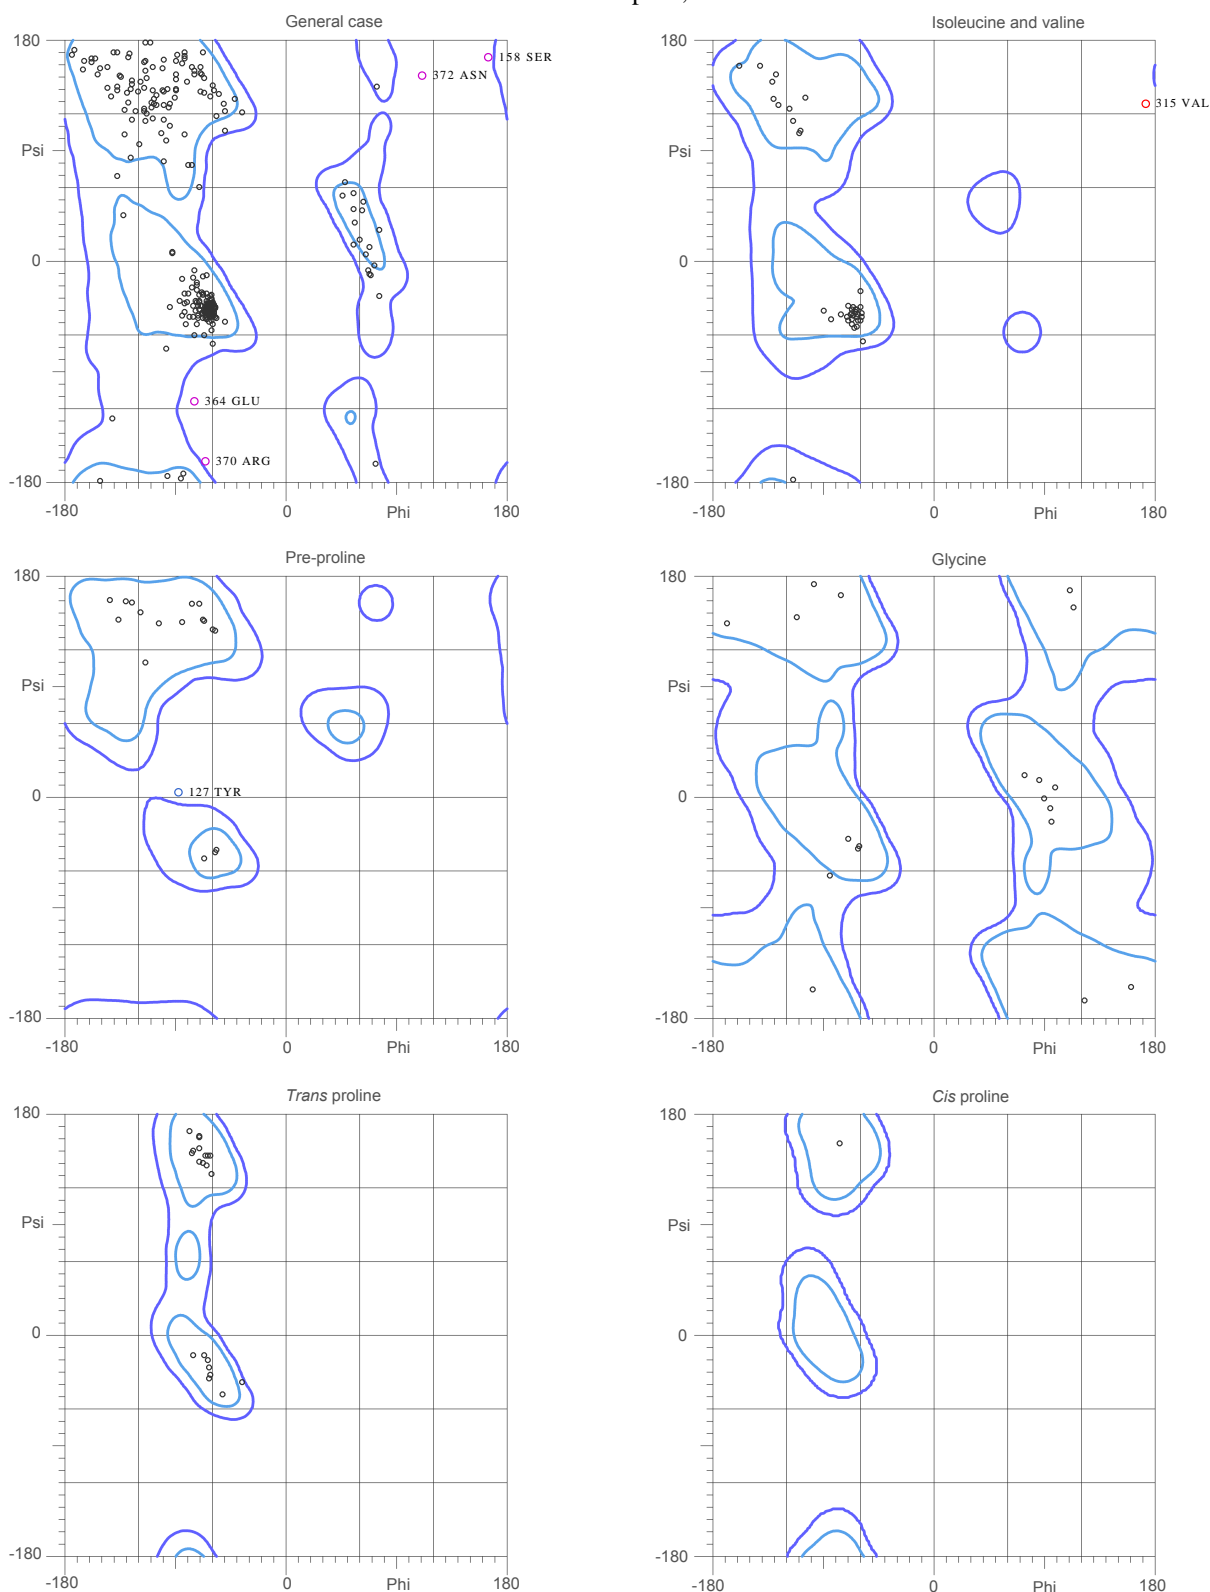 General case
Isoleucine and valine
180
158 SER
372 ASN
Psi
0
364 GLU
370 ARG
-180
-180
0
Phi
180
180
315 VAL
Psi
0
-180
-180
0
Phi
180
Pre-proline
Glycine
180
Psi
0
127 TYR
-180
-180
0
Phi
180
180
Psi
0
-180
-180
0
Phi
180
Trans proline
Cis proline
180
Psi
0
-180
-180
0
Phi
180
180
Psi
0
-180
-180
0
Phi
180